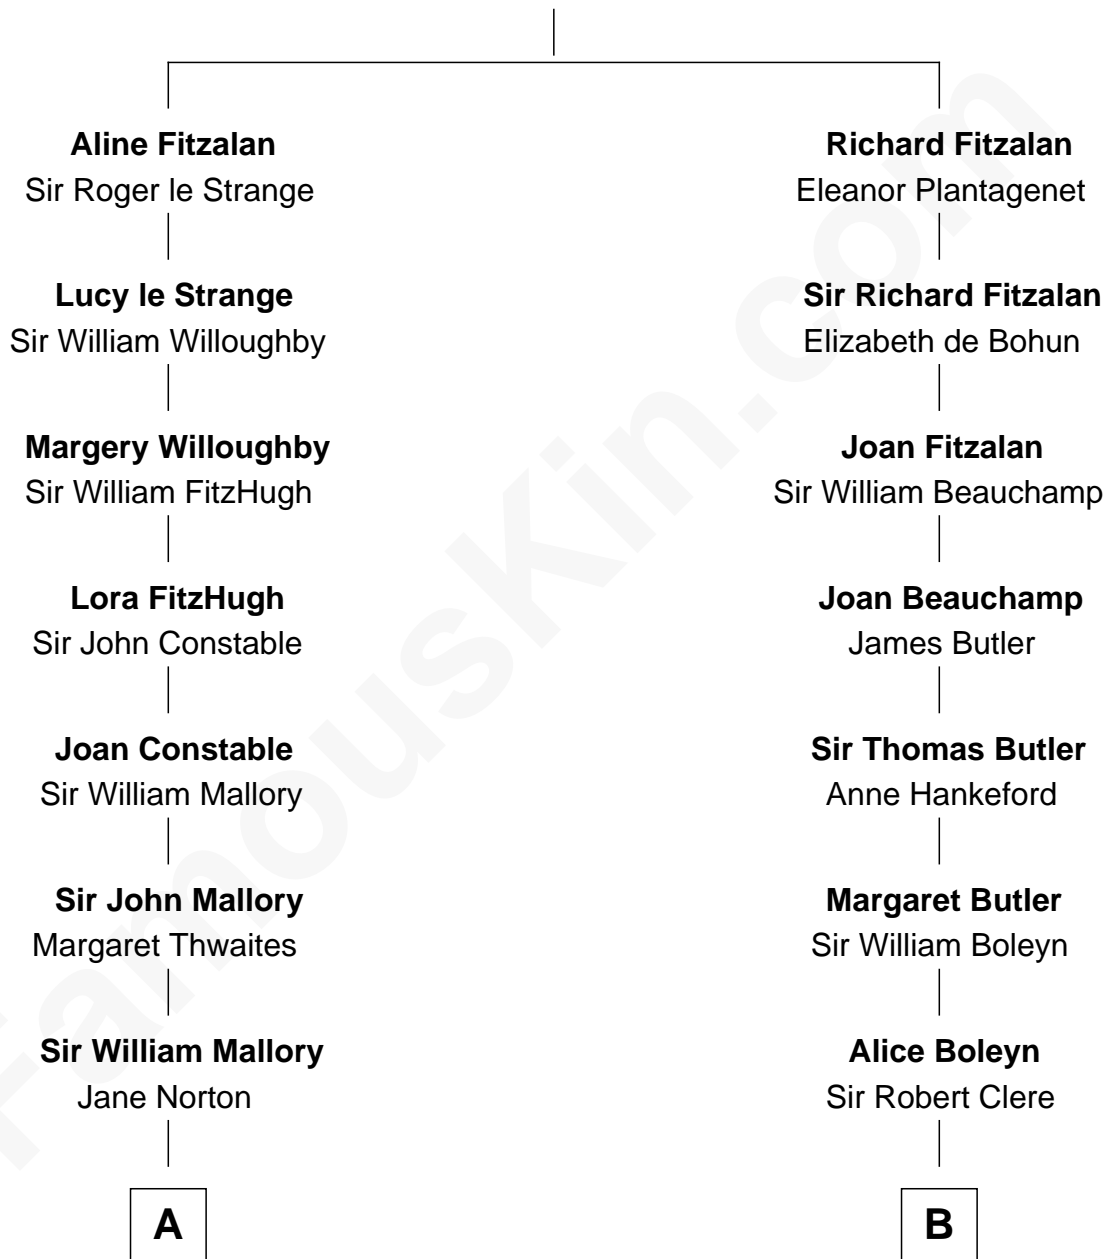 Aline Fitzalan
Sir Roger le Strange
Lucy le Strange
Sir William Willoughby
Margery Willoughby
Sir William FitzHugh
Lora FitzHugh
Sir John Constable
Joan Constable
Sir William Mallory
Sir John Mallory
Margaret Thwaites
Sir William Mallory
Jane Norton
A
Richard Fitzalan
Eleanor Plantagenet
Sir Richard Fitzalan
Elizabeth de Bohun
Joan Fitzalan
Sir William Beauchamp
Joan Beauchamp
James Butler
Sir Thomas Butler
Anne Hankeford
Margaret Butler
Sir William Boleyn
Alice Boleyn
Sir Robert Clere
B
FamousKin.com